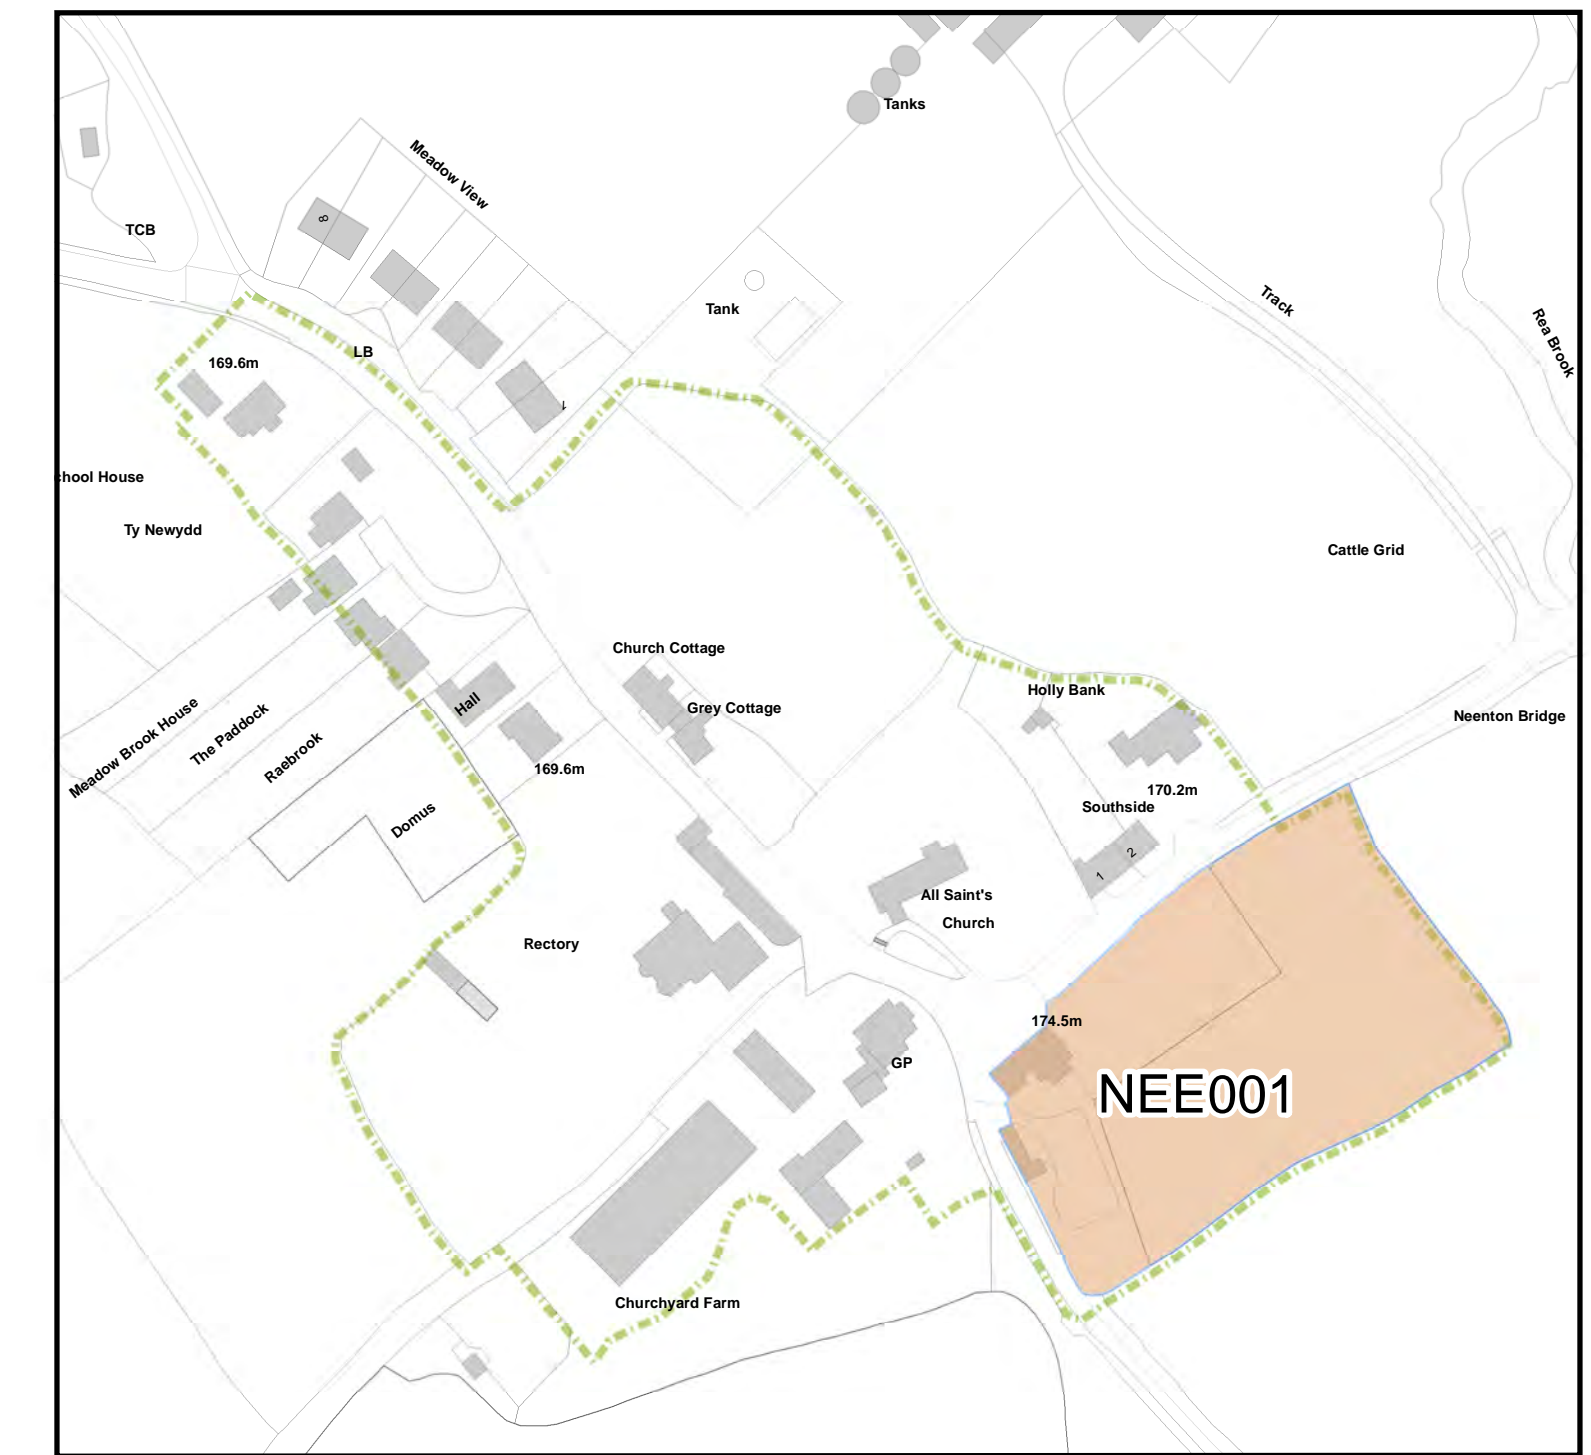 Tanks
Meadow View
8
TCB
Tank
Track
Rea Brook
LB
169.6m
1
chool House
Ty Newydd
Cattle Grid
Church Cottage
Holly Bank
Grey Cottage
Hall
Neenton Bridge
Meadow Brook House
The Paddock
Raebrook
169.6m
170.2m
Southside
Domus
2
1
All Saint's
Church
Rectory
174.5m
GP
NEE001
Churchyard Farm